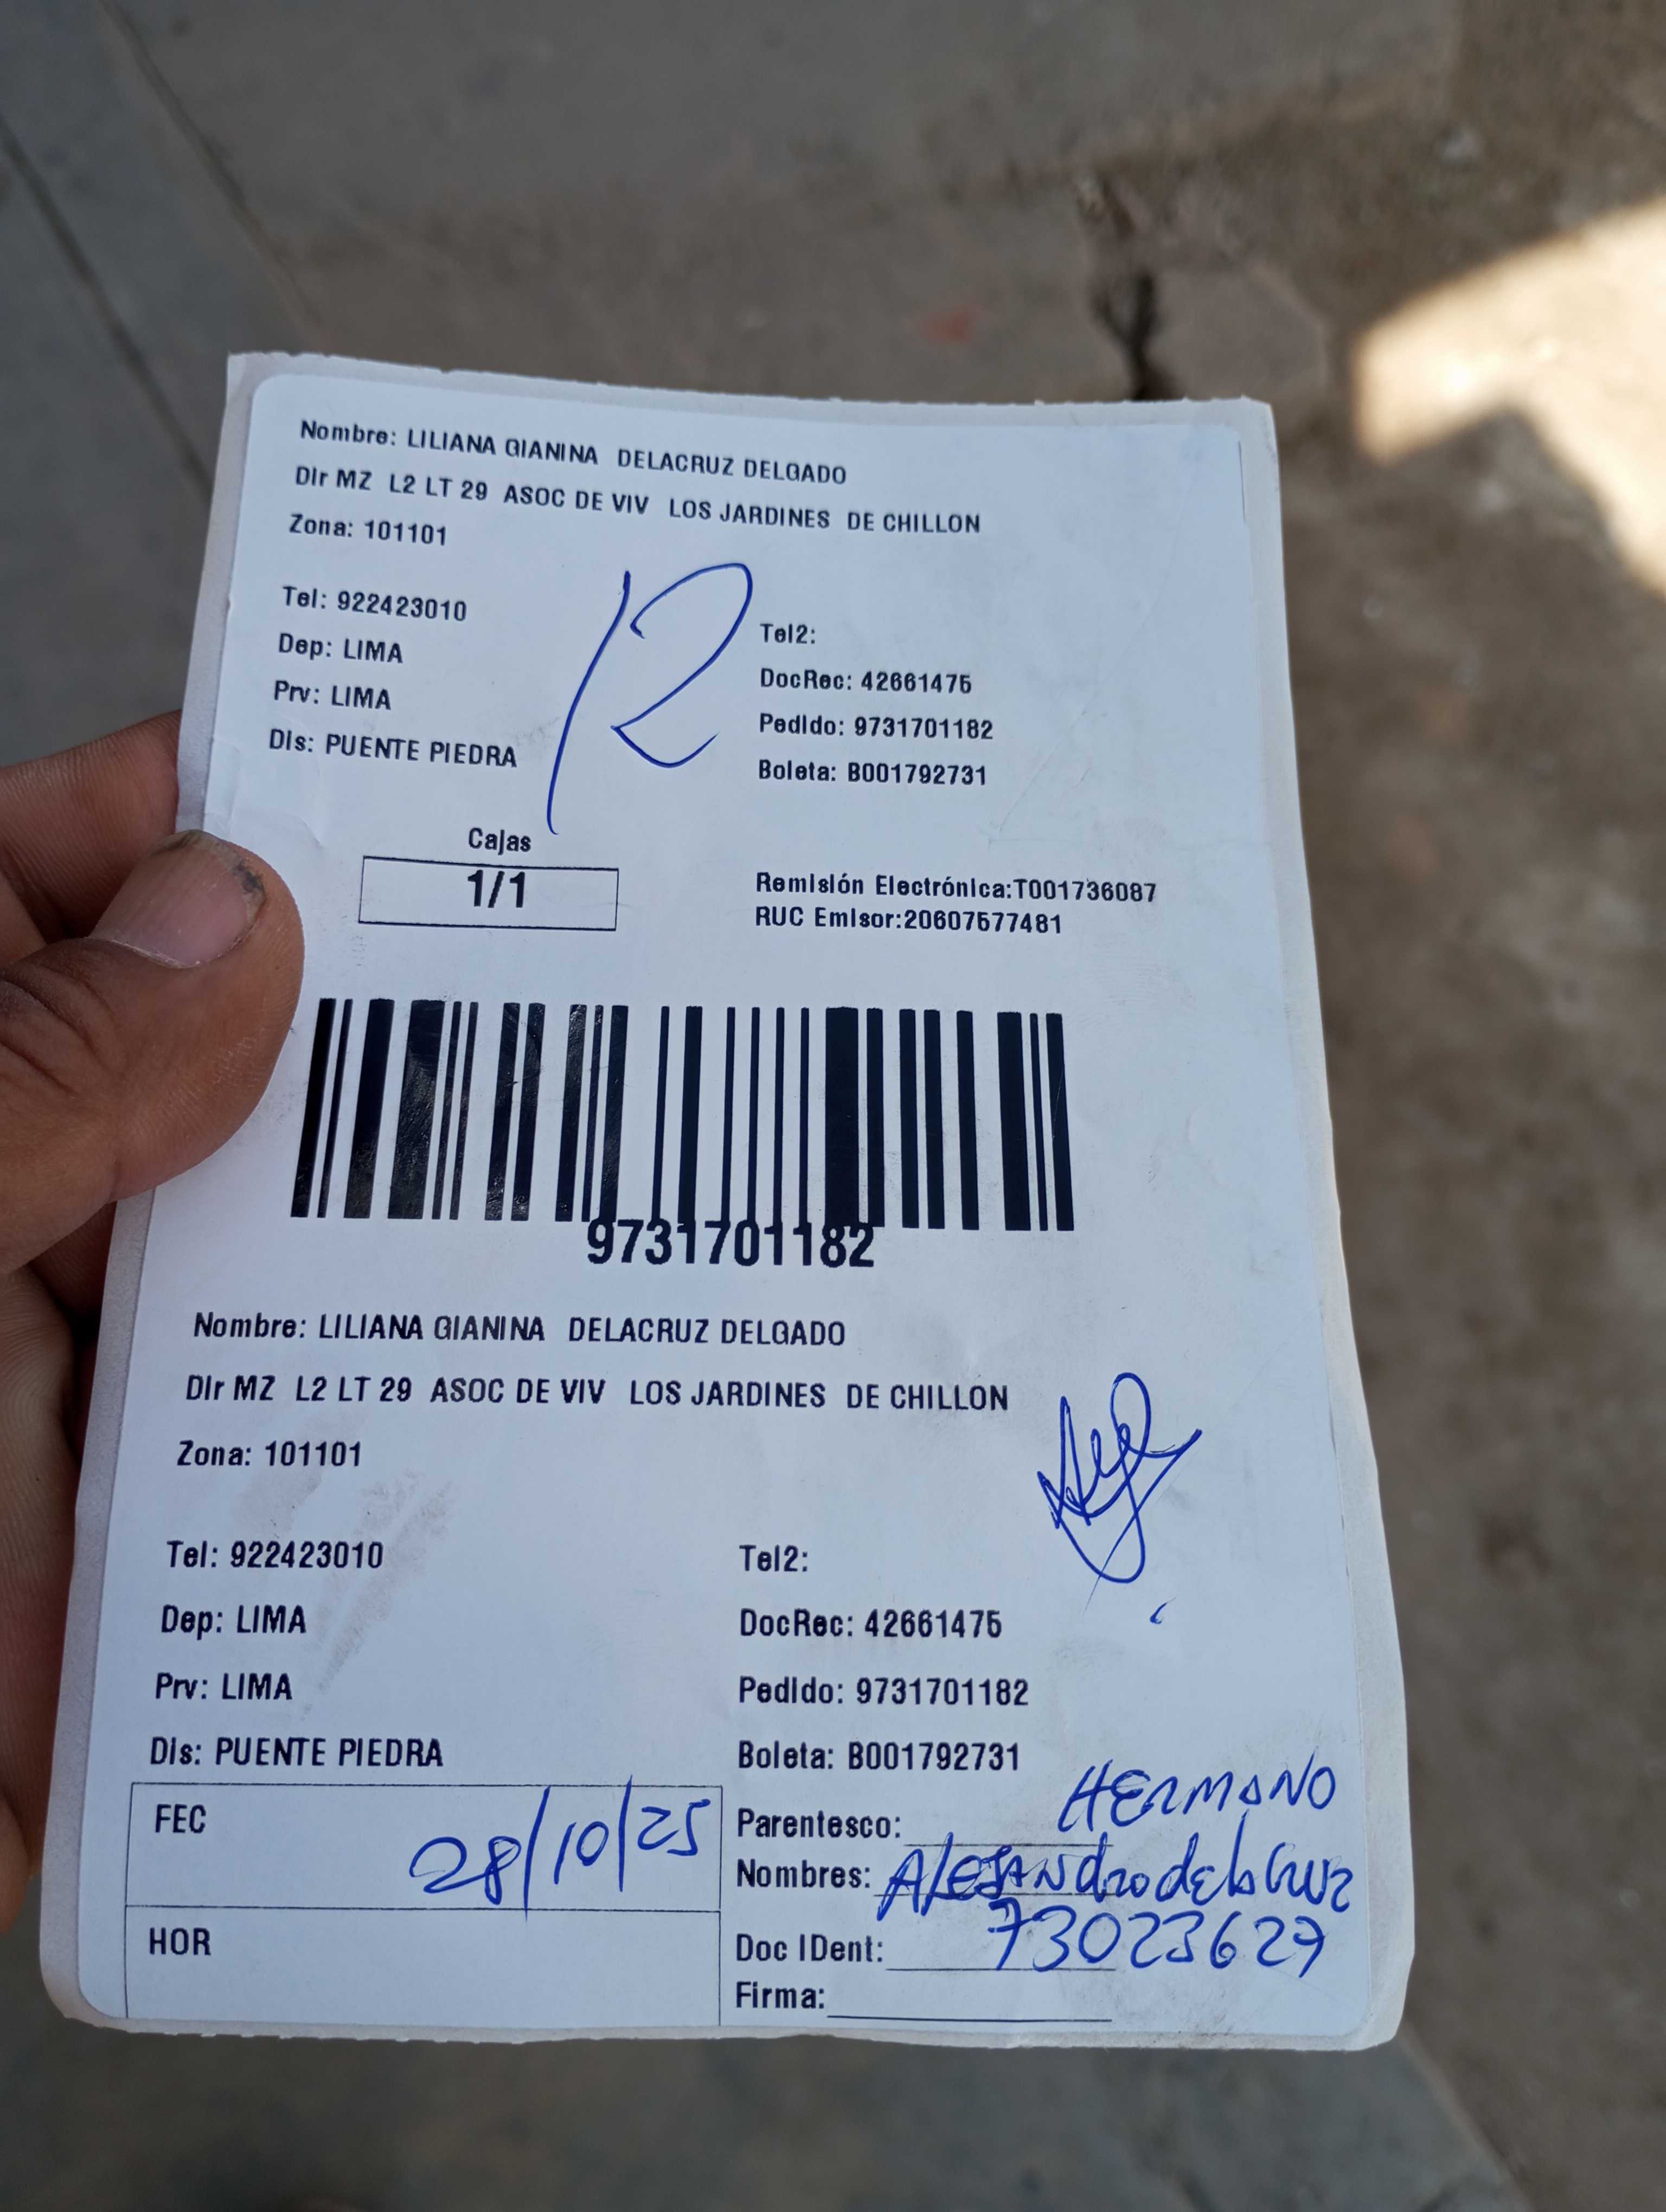 Nombre: LILIANA GIANINA DELACRUZ DELGADO
Dir MZ L2 LT 29 ASOC DE VIV LOS JARDINES DE CHILLON
Zona: 101101
12
Tel: 922423010
Tel2:
Dep: LIMA
DocRec: 42661475
Prv: LIMA
Pedido: 9731701182
Dis: PUENTE PIEDRA
Boleta: B001792731
Cajas
1/1
Remisión Electrónica:T001736087
RUC Emisor:20607577481
9731701182
Nombre: LILIANA GIANINA DELACRUZ DELGADO
Dir MZ L2 LT 29 ASOC DE VIV LOS JARDINES DE CHILLON
Zona: 101101
Tel: 922423010
Tel2:
Dep: LIMA
DocRec: 42661475
Prv: LIMA
Pedido: 9731701182
Dis: PUENTE PIEDRA
Boleta: B001792731
FEC 28/10/25
Parentesco: HERMANO
Nombres: Alejandro de la Cruz
HOR
Doc IDent: 73023627
Firma: